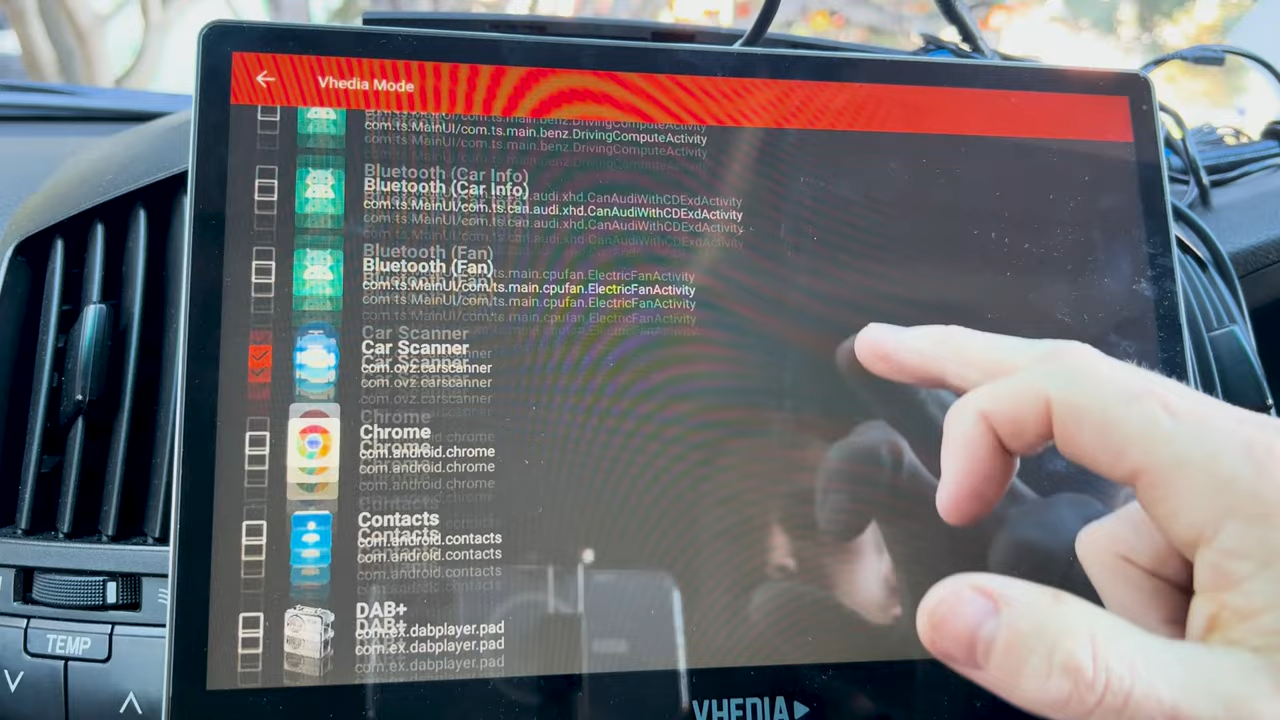 Vhedia Mode
com.ts.MainUI/com.ts.main.benz.DrivingComputeActivity
Bluetooth (Car Info)
com.ts.MainUI/com.ts.can.audi.xhd.CanAudiWithCDExdActivity
Bluetooth (Fan)
com.ts.MainUI/com.ts.main.cpufan.ElectricFanActivity
Car Scanner
com.ovz.carscanner
Chrome
com.android.chrome
Contacts
com.android.contacts
DAB+
com.ex.dabplayer.pad
TEMP
VHEDIA